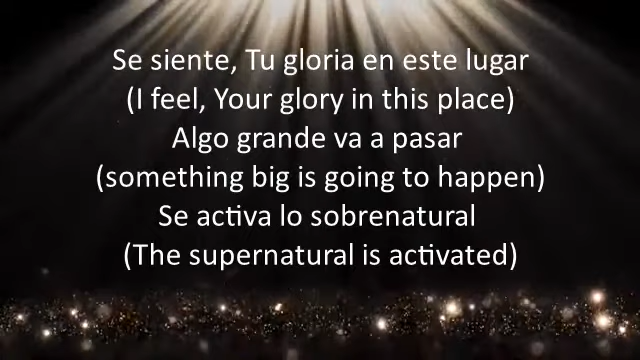 Se siente, Tu gloria en este lugar
(I feel, Your glory in this place)
Algo grande va a pasar
(something big is going to happen)
Se activa lo sobrenatural
(The supernatural is activated)